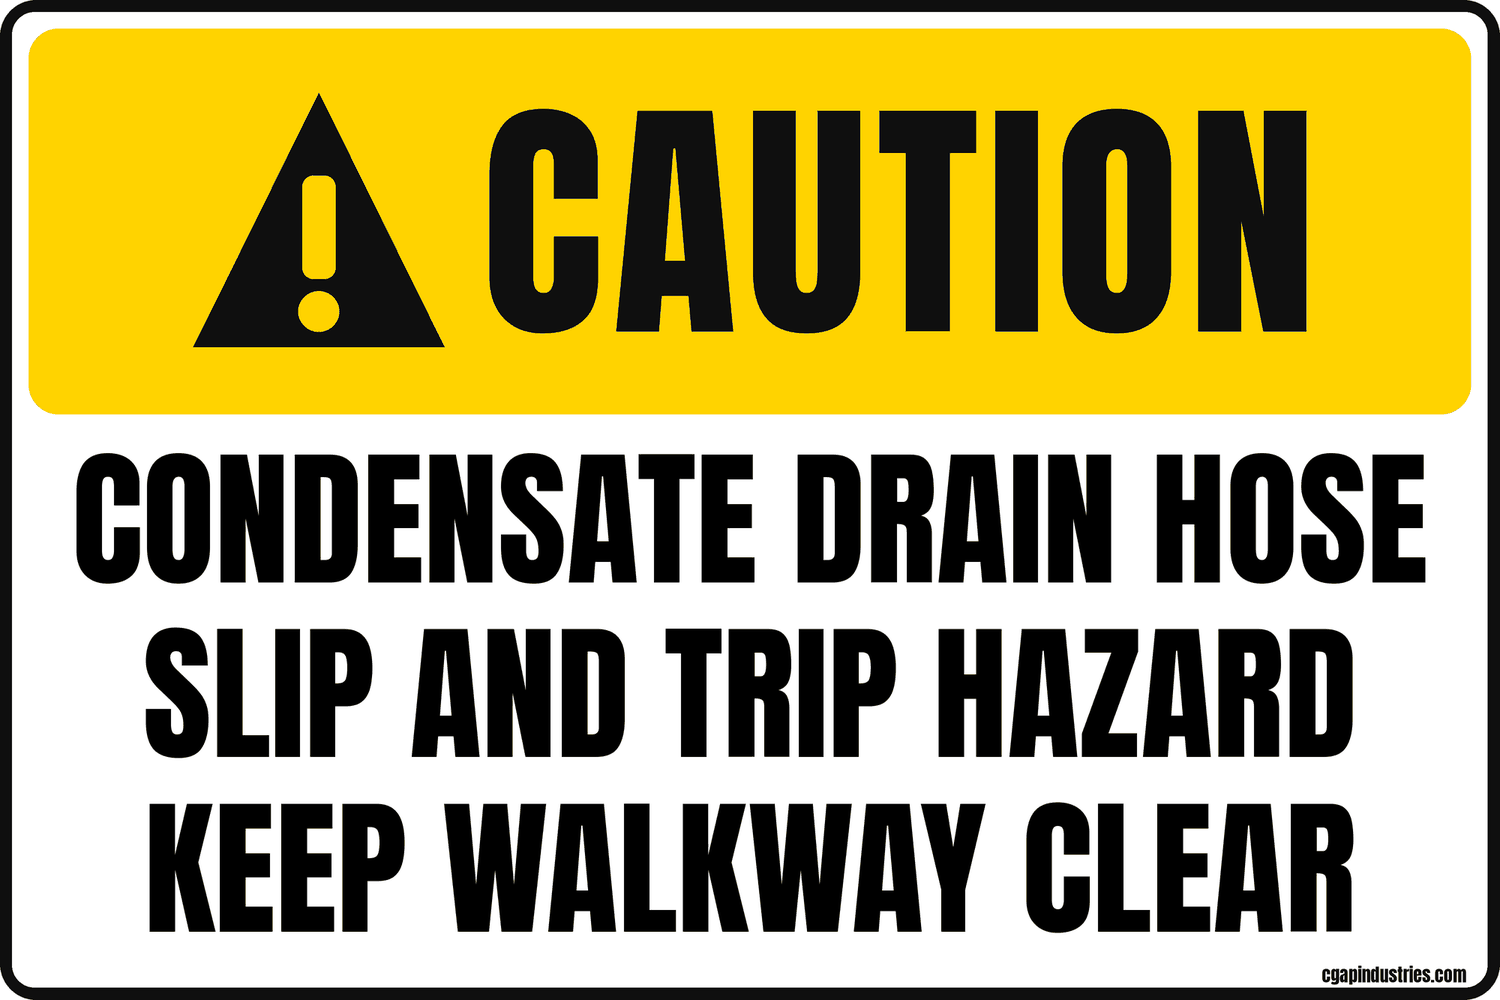 CAUTION
CONDENSATE DRAIN HOSE
SLIP AND TRIP HAZARD
KEEP WALKWAY CLEAR
cgapindustries.com